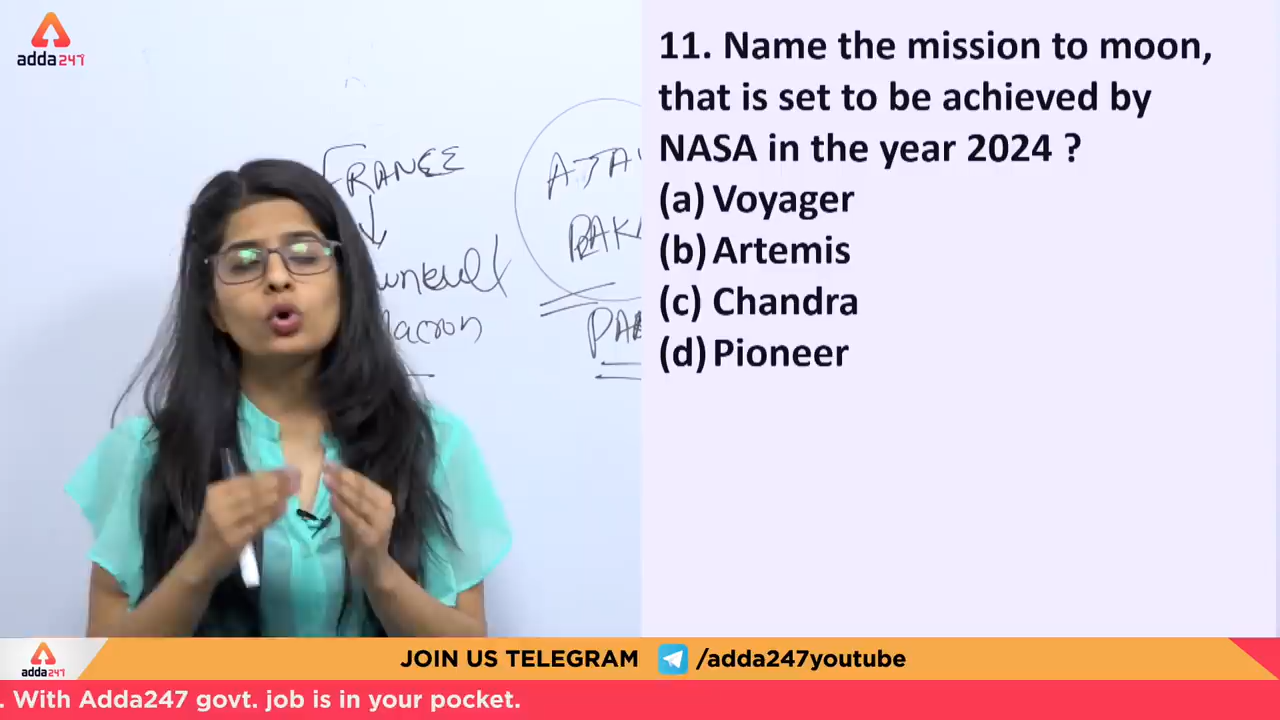 adda247
FRANCE
11. Name the mission to moon,
that is set to be achieved by
NASA in the year 2024 ?
(a) Voyager
(b) Artemis
(c) Chandra
(d) Pioneer
adda247
JOIN US TELEGRAM /adda247youtube
. With Adda247 govt. job is in your pocket.